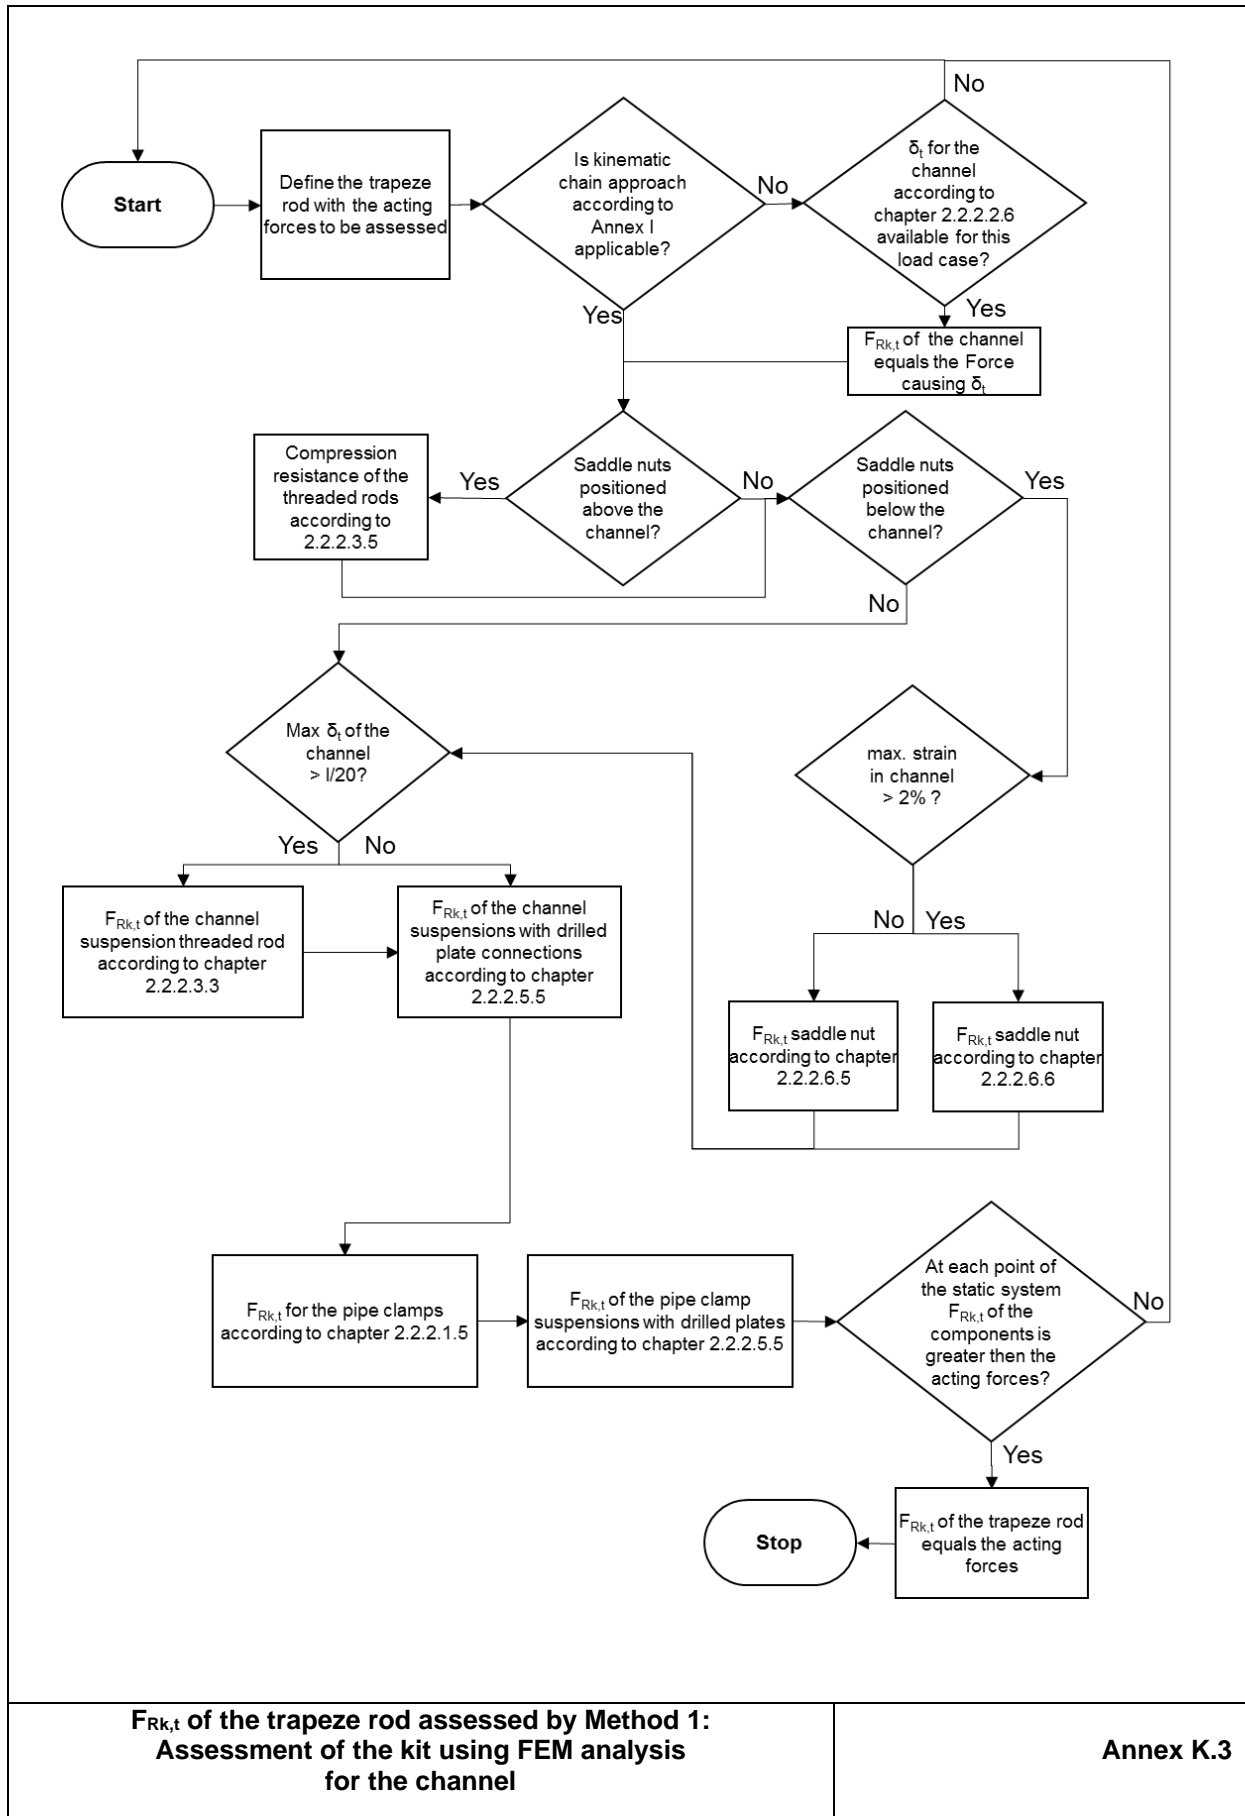 No
Start
Define the trapeze
rod with the acting
forces to be assessed
Is kinematic
chain approach
according to
Annex I
applicable?
No
δt for the
channel
according to
chapter 2.2.2.2.6
available for this
load case?
Yes
Yes
FRk,t of the channel
equals the Force
causing δt
Compression
resistance of the
threaded rods
according to
2.2.2.3.5
Yes
Saddle nuts
positioned
above the
channel?
No
Saddle nuts
positioned
below the
channel?
Yes
No
Max δt of the
channel
> l/20?
max. strain
in channel
> 2% ?
Yes
No
FRk,t of the channel
suspension threaded rod
according to chapter
2.2.2.3.3
FRk,t of the channel
suspensions with drilled
plate connections
according to chapter
2.2.2.5.5
No
Yes
FRk,t saddle nut
according to chapter
2.2.2.6.5
FRk,t saddle nut
according to chapter
2.2.2.6.6
FRk,t for the pipe clamps
according to chapter 2.2.2.1.5
FRk,t of the pipe clamp
suspensions with drilled plates
according to chapter 2.2.2.5.5
At each point of
the static system
FRk,t of the
components is
greater then the
acting forces?
No
Yes
Stop
FRk,t of the trapeze rod
equals the acting
forces
FRk,t of the trapeze rod assessed by Method 1:
Assessment of the kit using FEM analysis
for the channel
Annex K.3